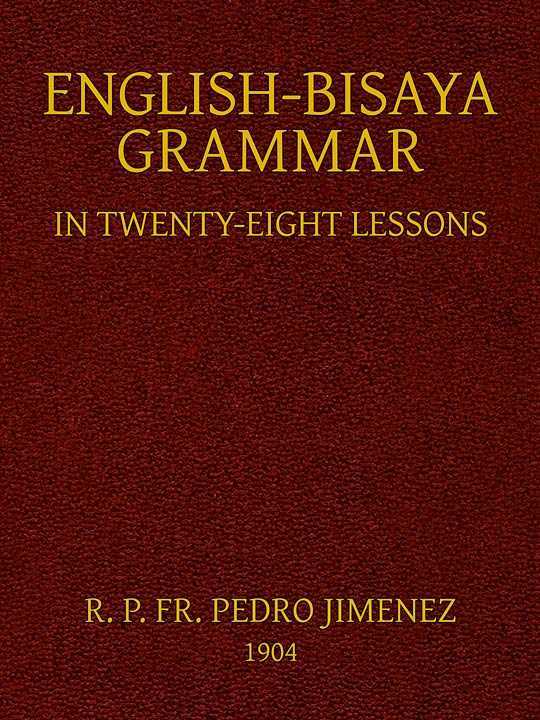 ENGLISH-BISAYA
GRAMMAR
IN TWENTY-EIGHT LESSONS
R. P. FR. PEDRO JIMENEZ
1904